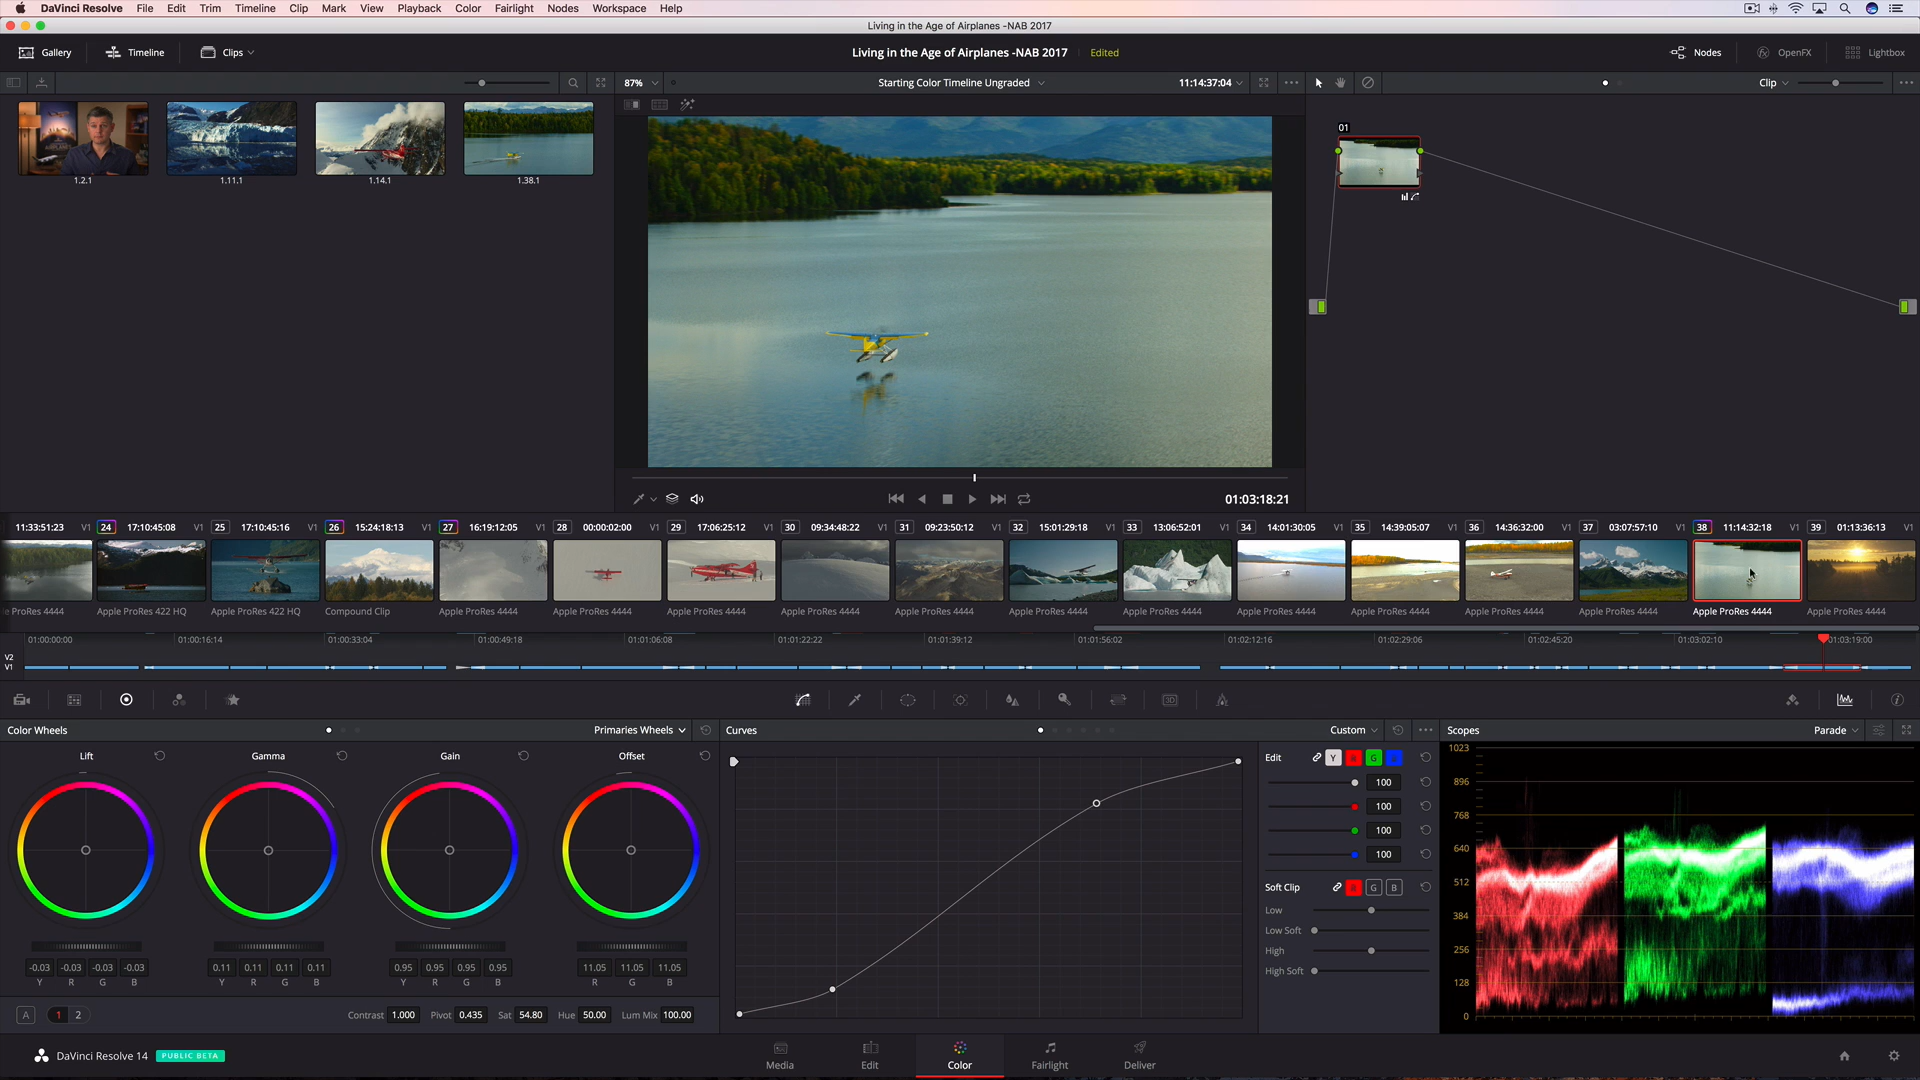 DaVinci Resolve File Edit Trim Timeline Clip Mark View Playback Color Fairlight Nodes Workspace Help
Living in the Age of Airplanes -NAB 2017
Gallery Timeline Clips Living in the Age of Airplanes -NAB 2017 Edited Nodes OpenFX Lightbox
87% Starting Color Timeline Ungraded 11:14:37:04 Clip
1.2.1 1.11.1 1.14.1 1.38.1
01
01:03:18:21
11:33:51:23 V1 24 17:10:45:08 V1 25 17:10:45:16 V1 26 15:24:18:13 V1 27 16:19:12:05 V1 28 00:00:02:00 V1 29 17:06:25:12 V1 30 09:34:48:22 V1 31 09:23:50:12 V1 32 15:01:29:18 V1 33 13:06:52:01 V1 34 14:01:30:05 V1 35 14:39:05:07 V1 36 14:36:32:00 V1 37 03:07:57:10 V1 38 11:14:32:18 V1 39 01:13:36:13 V1
e ProRes 4444 Apple ProRes 422 HQ Apple ProRes 422 HQ Compound Clip Apple ProRes 4444 Apple ProRes 4444 Apple ProRes 4444 Apple ProRes 4444 Apple ProRes 4444 Apple ProRes 4444 Apple ProRes 4444 Apple ProRes 4444 Apple ProRes 4444 Apple ProRes 4444 Apple ProRes 4444 Apple ProRes 4444 Apple ProRes 4444
01:00:00:00 01:00:16:14 01:00:33:04 01:00:49:18 01:01:06:08 01:01:22:22 01:01:39:12 01:01:56:02 01:02:12:16 01:02:29:06 01:02:45:20 01:03:02:10 01:03:19:00
V2
V1
3D
Color Wheels Primaries Wheels Curves Custom Scopes Parade
Lift Gamma Gain Offset
Edit Y R G B
100
100
100
100
Soft Clip R G B
Low
Low Soft
High
High Soft
1023
896
768
640
512
384
256
128
0
-0.03 -0.03 -0.03 -0.03 0.11 0.11 0.11 0.11 0.95 0.95 0.95 0.95 11.05 11.05 11.05
Y R G B Y R G B Y R G B R G B
A 1 2 Contrast 1.000 Pivot 0.435 Sat 54.80 Hue 50.00 Lum Mix 100.00
DaVinci Resolve 14 PUBLIC BETA Media Edit Color Fairlight Deliver